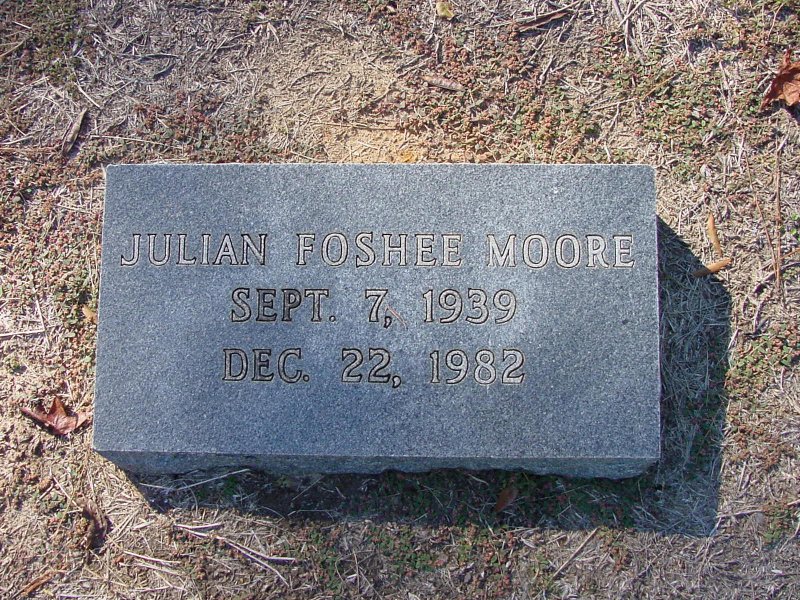 JULIAN FOSHEE MOORE
SEPT. 7, 1939
DEC. 22, 1982